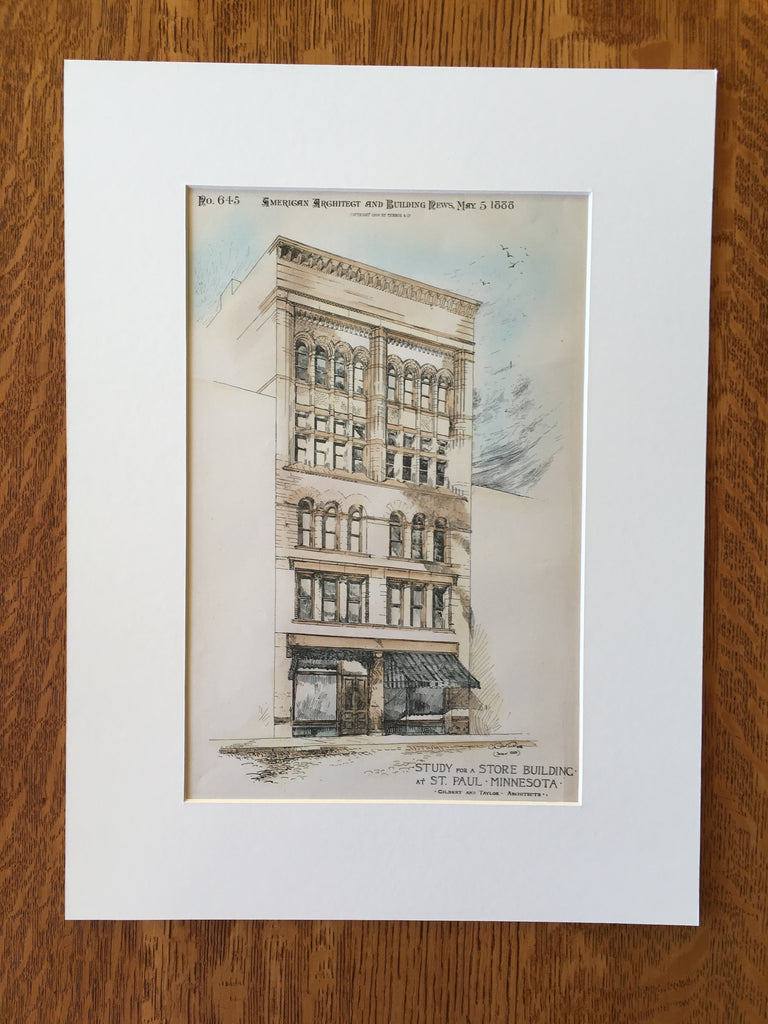 No. 645 American Architect and Building News, May 5 1888
STUDY FOR A STORE BUILDING·
AT ST. PAUL · MINNESOTA ·
· GILBERT AND TAYLOR · ARCHITECTS ·